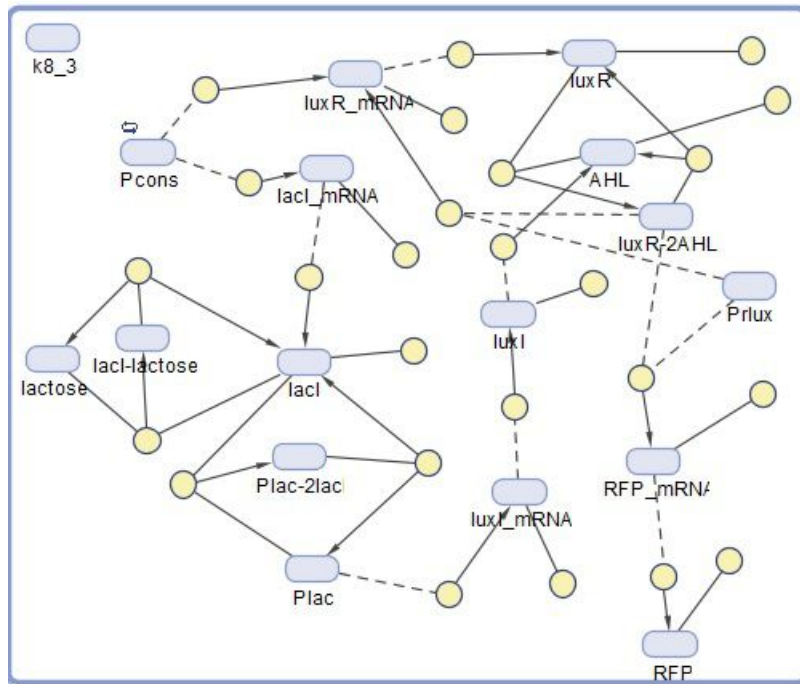 k8_3
luxR_mRNA
luxR
Pcons
lacI_mRNA
AHL
luxR-2AHL
Prlux
luxI
lactose
lacI-lactose
lacI
Plac-2lacI
RFP_mRNA
luxI_mRNA
Plac
RFP